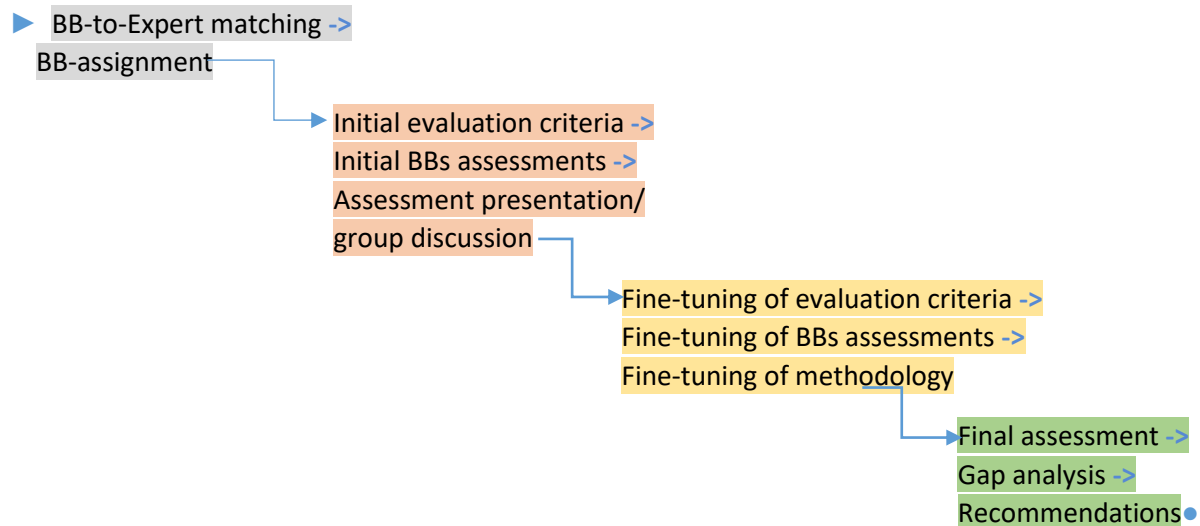 BB-to-Expert matching ->
BB-assignment
Initial evaluation criteria ->
Initial BBs assessments ->
Assessment presentation/
group discussion
Fine-tuning of evaluation criteria ->
Fine-tuning of BBs assessments ->
Fine-tuning of methodology
Final assessment ->
Gap analysis ->
Recommendations